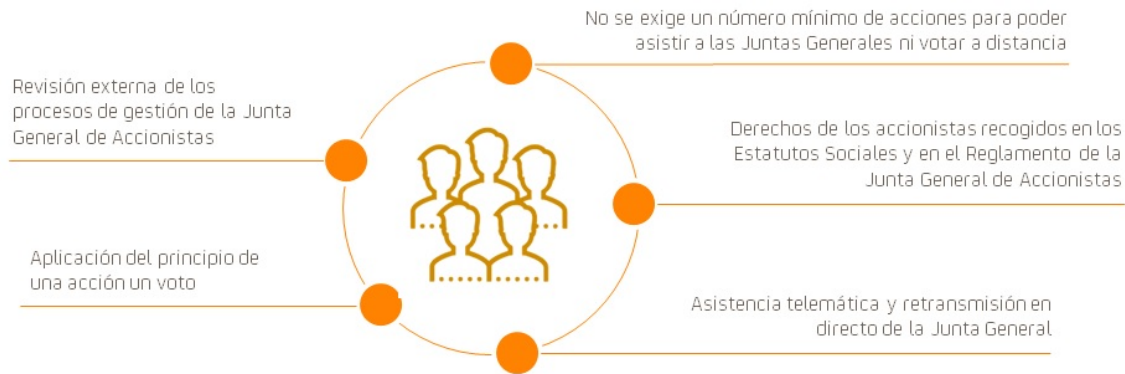 No se exige un número mínimo de acciones para poder
asistir a las Juntas Generales ni votar a distancia
Revisión externa de los
procesos de gestión de la Junta
General de Accionistas
Derechos de los accionistas recogidos en los
Estatutos Sociales y en el Reglamento de la
Junta General de Accionistas
Aplicación del principio de
una acción un voto
Asistencia telemática y retransmisión en
directo de la Junta General